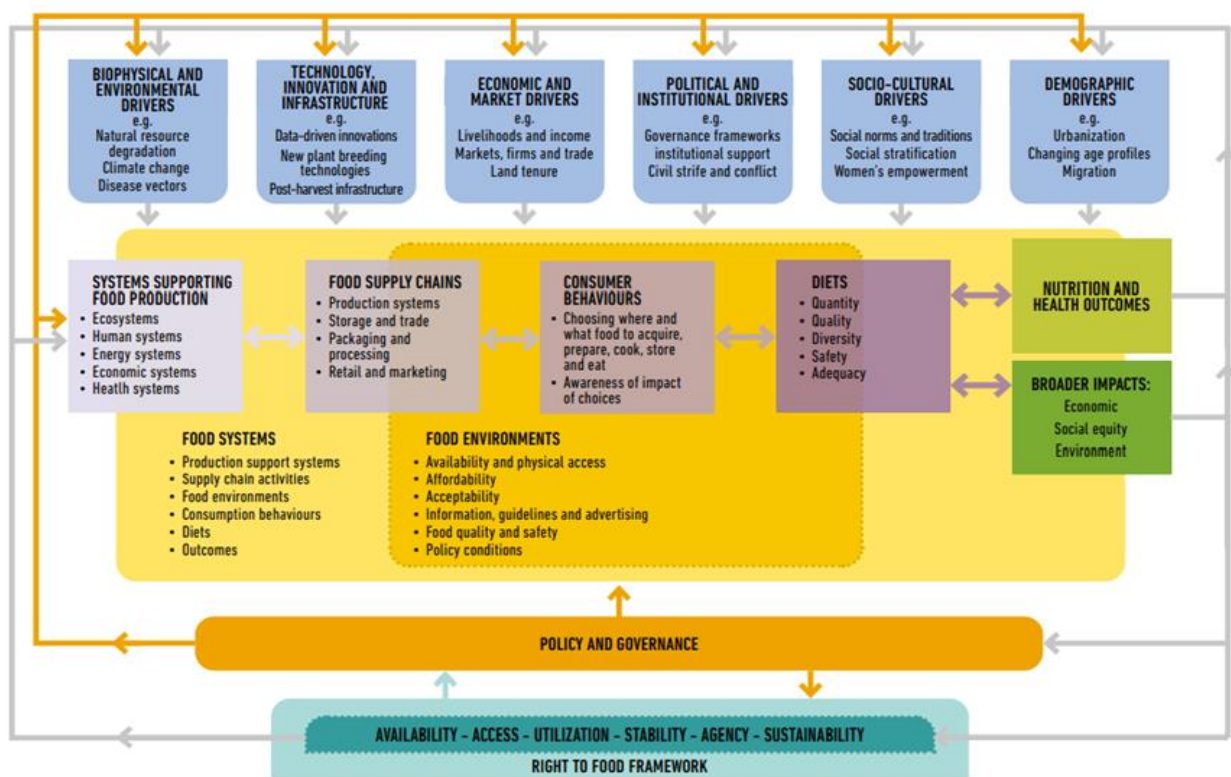 BIOPHYSICAL AND
ENVIRONMENTAL
DRIVERS
e.g.
Natural resource
degradation
Climate change
Disease vectors
TECHNOLOGY,
INNOVATION AND
INFRASTRUCTURE
e.g.
Data-driven innovations
New plant breeding
technologies
Post-harvest infrastructure
ECONOMIC AND
MARKET DRIVERS
e.g.
Livelihoods and income
Markets, firms and trade
Land tenure
POLITICAL AND
INSTITUTIONAL DRIVERS
e.g.
Governance frameworks
institutional support
Civil strife and conflict
SOCIO-CULTURAL
DRIVERS
e.g.
Social norms and traditions
Social stratification
Women's empowerment
DEMOGRAPHIC
DRIVERS
e.g.
Urbanization
Changing age profiles
Migration
SYSTEMS SUPPORTING
FOOD PRODUCTION
• Ecosystems
• Human systems
• Energy systems
• Economic systems
• Heatlh systems
FOOD SUPPLY CHAINS
• Production systems
• Storage and trade
• Packaging and
processing
• Retail and marketing
CONSUMER
BEHAVIOURS
• Choosing where and
what food to acquire,
prepare, cook, store
and eat
• Awareness of impact
of choices
DIETS
• Quantity
• Quality
• Diversity
• Safety
• Adequacy
NUTRITION AND
HEALTH OUTCOMES
BROADER IMPACTS:
Economic
Social equity
Environment
FOOD SYSTEMS
• Production support systems
• Supply chain activities
• Food environments
• Consumption behaviours
• Diets
• Outcomes
FOOD ENVIRONMENTS
• Availability and physical access
• Affordability
• Acceptability
• Information, guidelines and advertising
• Food quality and safety
• Policy conditions
POLICY AND GOVERNANCE
AVAILABILITY - ACCESS - UTILIZATION - STABILITY - AGENCY - SUSTAINABILITY
RIGHT TO FOOD FRAMEWORK